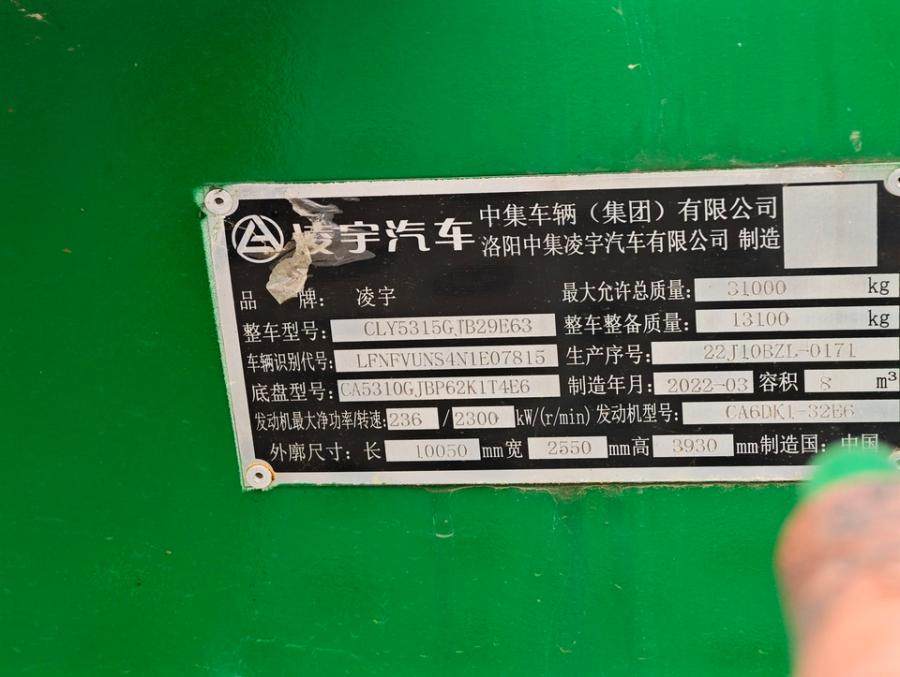 凌宇汽车 中集车辆（集团）有限公司
洛阳中集凌宇汽车有限公司 制造
品 牌: 凌宇 最大允许总质量: 31000 kg
整车型号: CLY5315GJB29E63 整车整备质量: 13100 kg
车辆识别代号: LFNFVUNS4N1E07815 生产序号: 22J10BZL-0171
底盘型号: CA5310GJBP62K1T4E6 制造年月: 2022-03 容积 8 m³
发动机最大净功率/转速: 236 / 2300 kW/(r/min) 发动机型号: CA6DK1-32E6
外廓尺寸: 长 10050 mm 宽 2550 mm 高 3930 mm 制造国: 中国